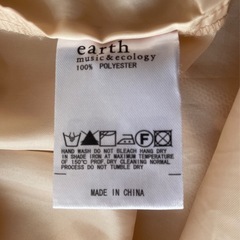 earth
music&ecology
100% POLYESTER
HAND WASH DO NOT BLEACH HANG DRY
IN SHADE IRON AT MAXIMUM TEMPERATURE
OF 150°C PROF.DRY CLEANING NORMAL
PROCESS DO NOT TUMBLE DRY
MADE IN CHINA